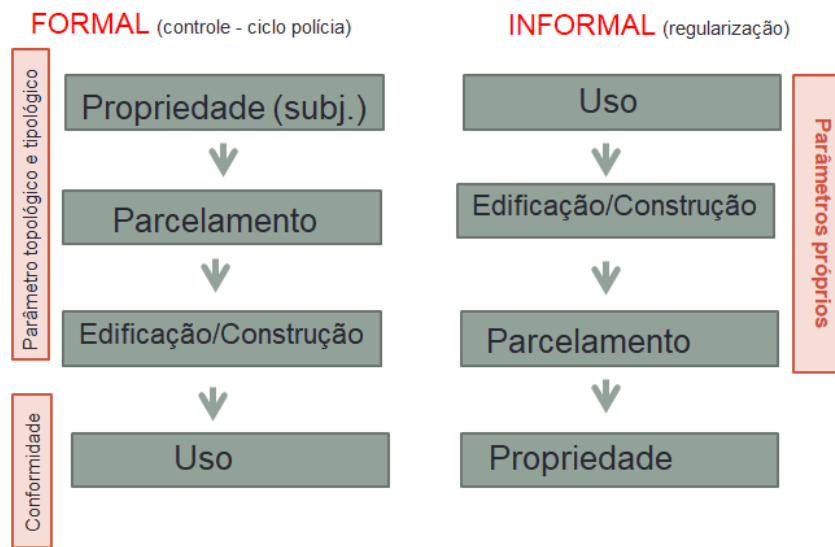 FORMAL (controle - ciclo polícia)
Parâmetro topológico e tipológico
Propriedade (subj.)
Parcelamento
Edificação/Construção
Conformidade
Uso
INFORMAL (regularização)
Uso
Edificação/Construção
Parcelamento
Propriedade
Parâmetros próprios